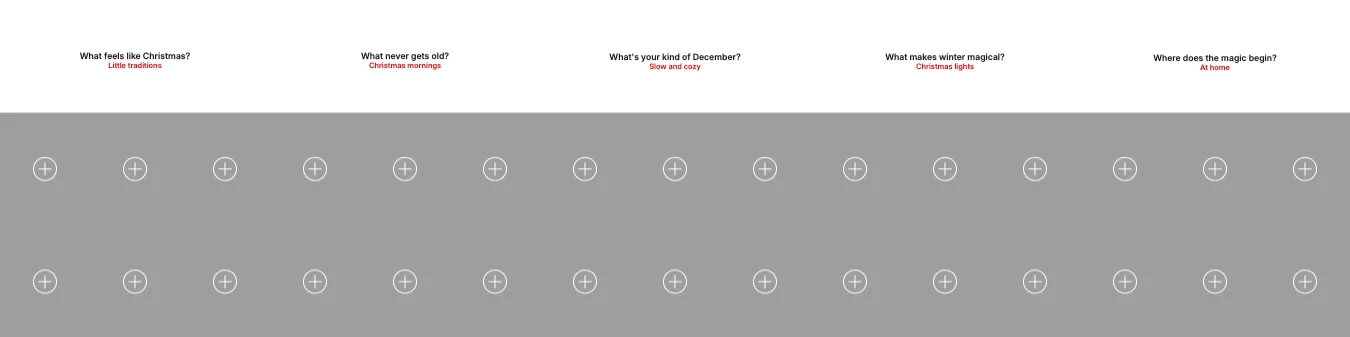 What feels like Christmas?
Little traditions
What never gets old?
Christmas mornings
What's your kind of December?
Slow and cozy
What makes winter magical?
Christmas lights
Where does the magic begin?
At home